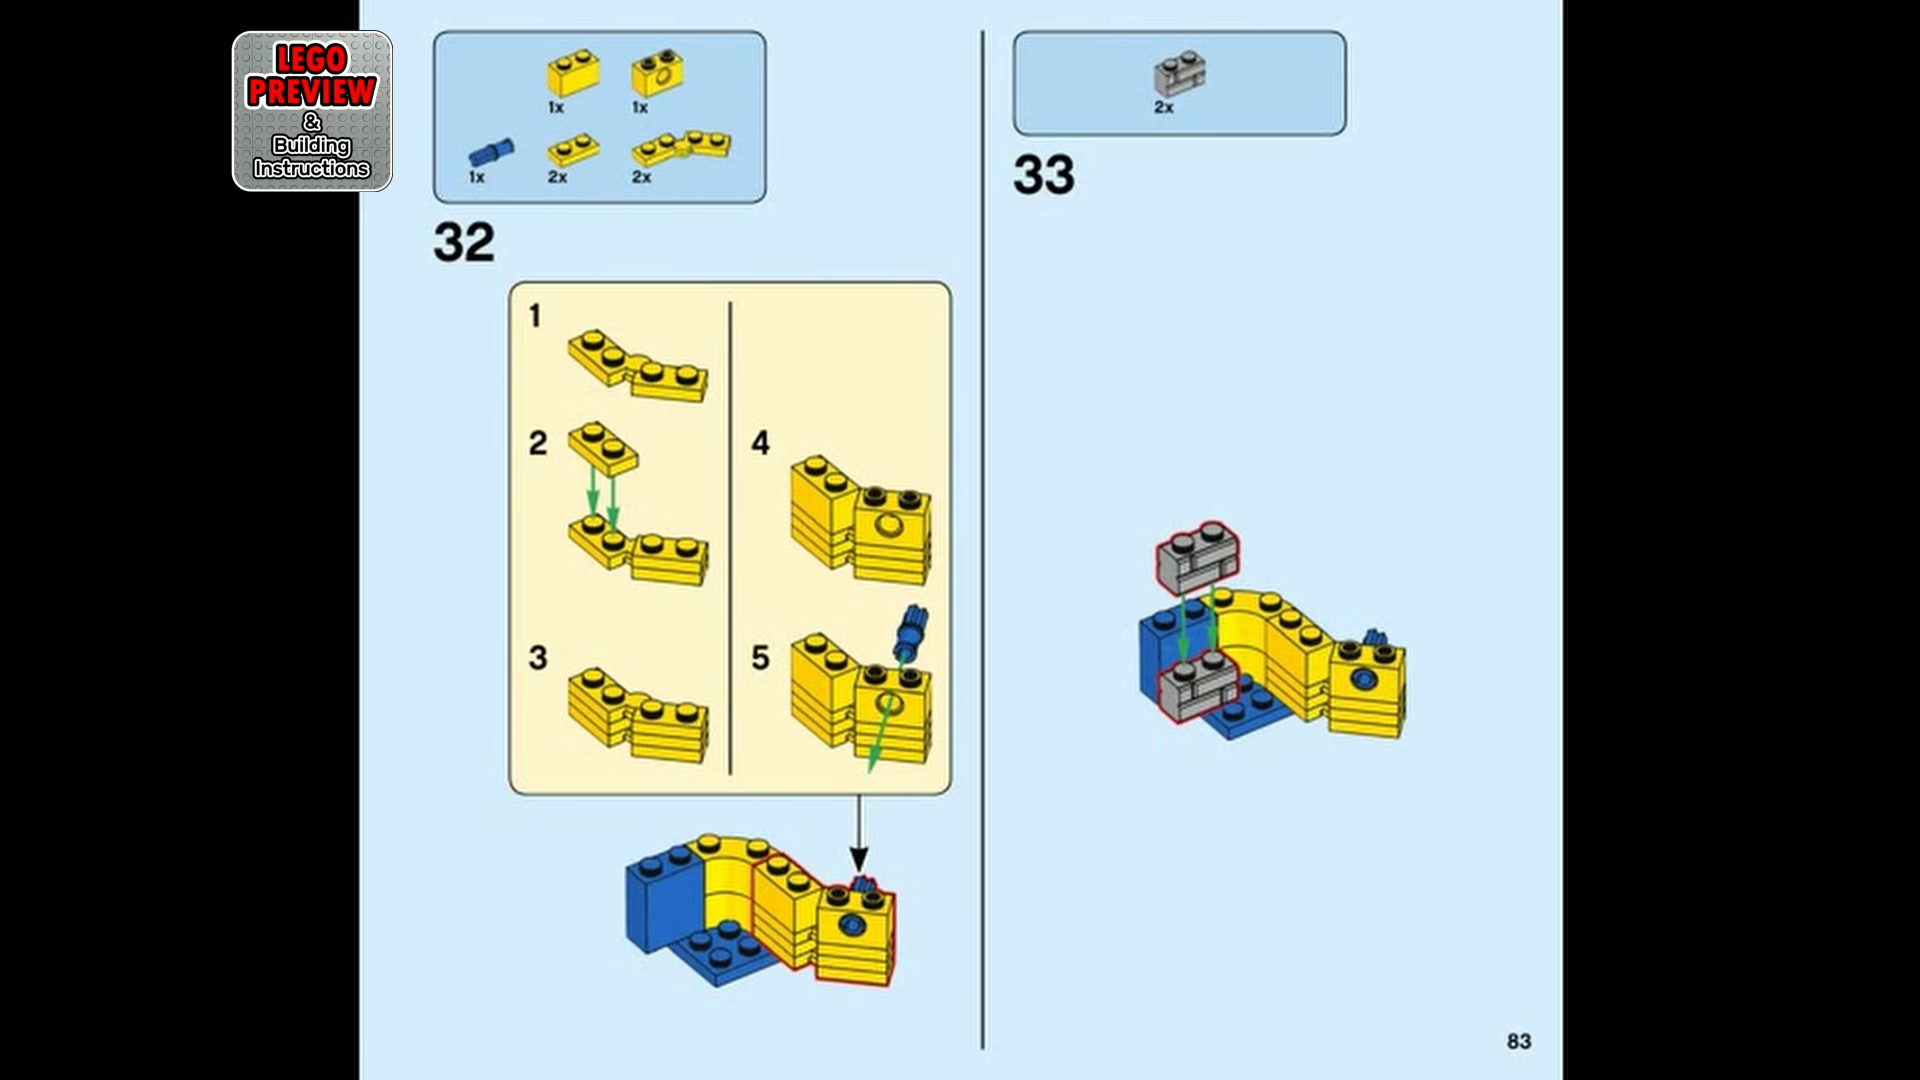 LEGO
PREVIEW
&
Building
Instructions
1x 1x
1x 2x 2x
32
1
2
3
4
5
2x
33
83